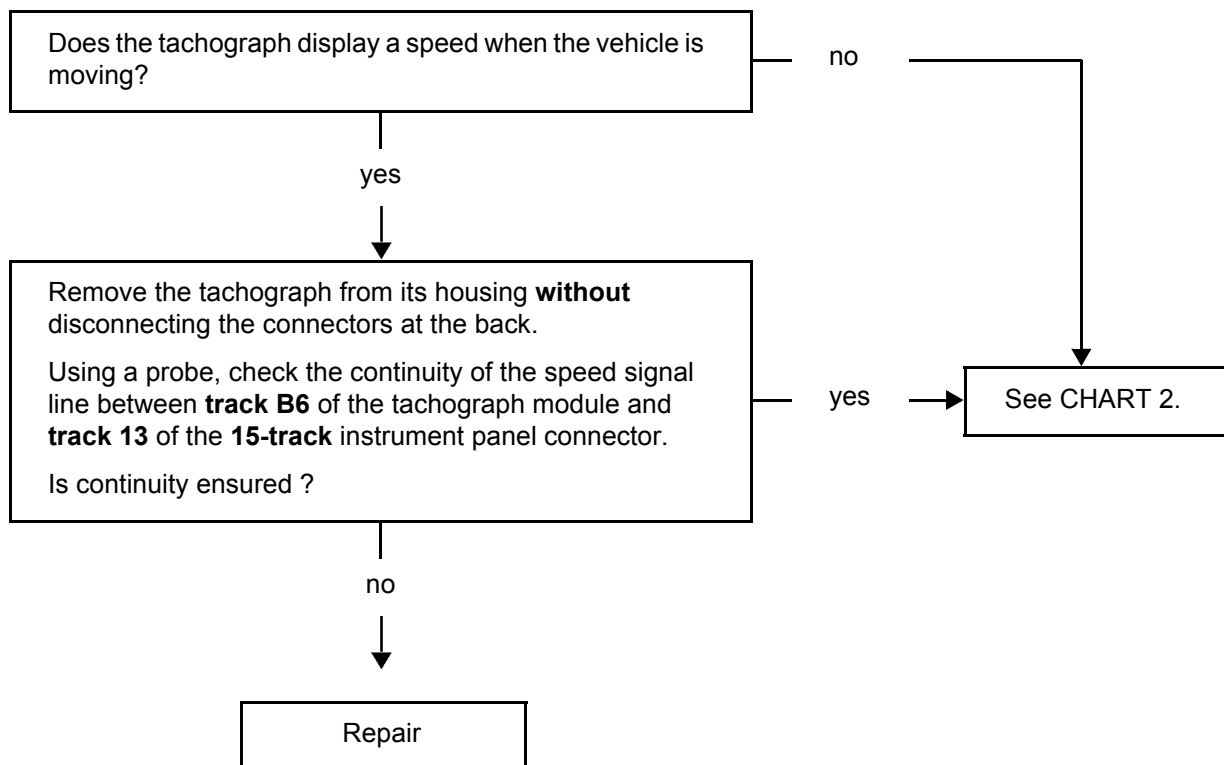 Does the tachograph display a speed when the vehicle is
moving?
no
yes
Remove the tachograph from its housing without
disconnecting the connectors at the back.
Using a probe, check the continuity of the speed signal
line between track B6 of the tachograph module and
track 13 of the 15-track instrument panel connector.
Is continuity ensured ?
yes
See CHART 2.
no
Repair